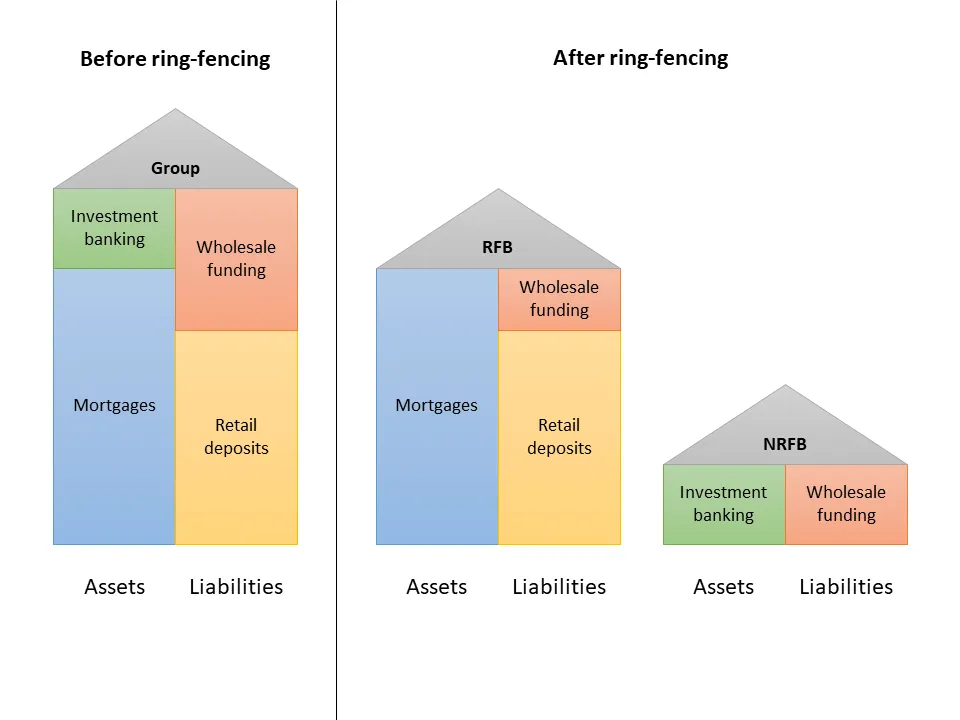 Before ring-fencing
Group
Investment
banking
Wholesale
funding
Mortgages
Retail
deposits
Assets
Liabilities
After ring-fencing
RFB
Wholesale
funding
Mortgages
Retail
deposits
Assets
Liabilities
NRFB
Investment
banking
Wholesale
funding
Assets
Liabilities